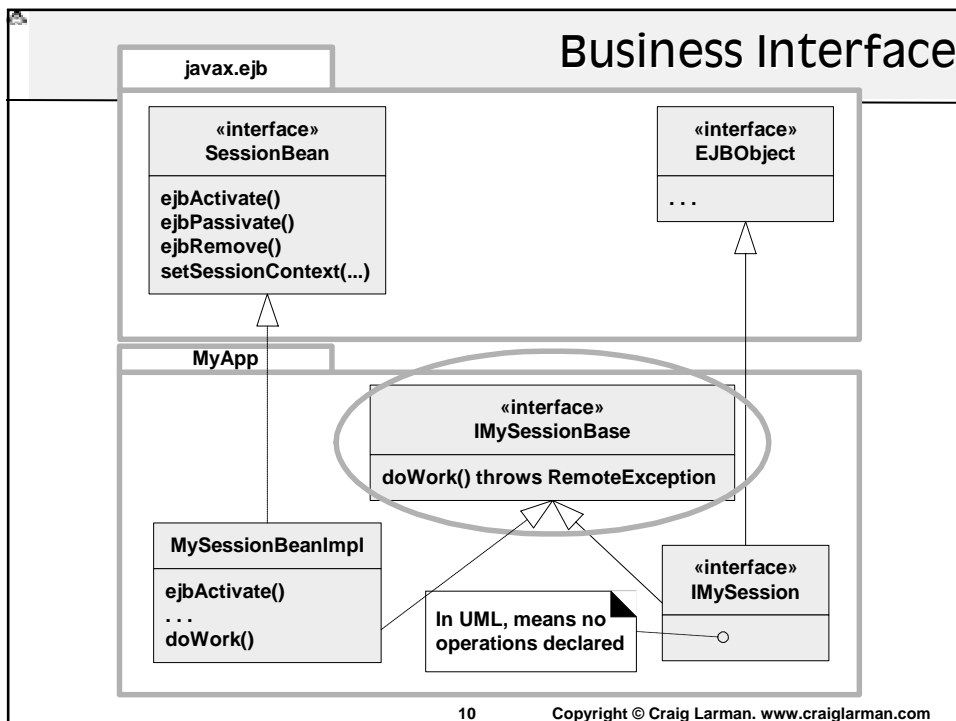 Business Interface
javax.ejb
«interface»
SessionBean
ejbActivate()
ejbPassivate()
ejbRemove()
setSessionContext(...)
«interface»
EJBObject
. . .
MyApp
«interface»
IMySessionBase
doWork() throws RemoteException
MySessionBeanImpl
ejbActivate()
. . .
doWork()
In UML, means no
operations declared
«interface»
IMySession
10 Copyright © Craig Larman. www.craiglarman.com